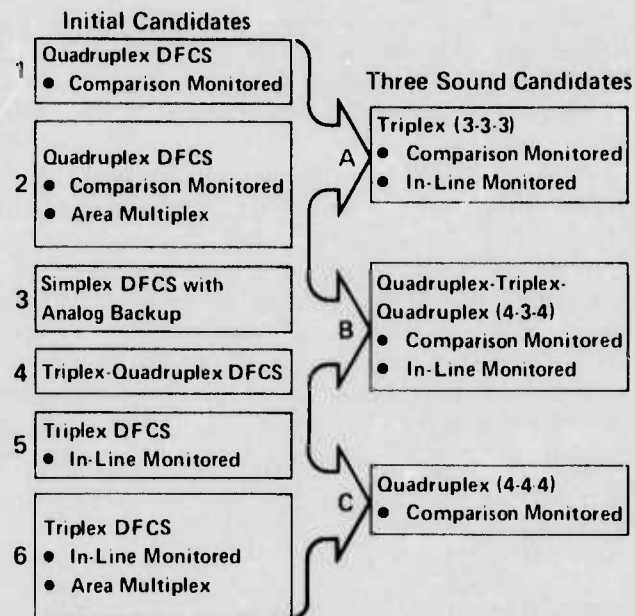 Initial Candidates
1
Quadruplex DFCS
● Comparison Monitored
2
Quadruplex DFCS
● Comparison Monitored
● Area Multiplex
3
Simplex DFCS with
Analog Backup
4
Triplex-Quadruplex DFCS
5
Triplex DFCS
● In-Line Monitored
6
Triplex DFCS
● In-Line Monitored
● Area Multiplex
Three Sound Candidates
A
Triplex (3-3-3)
● Comparison Monitored
● In-Line Monitored
B
Quadruplex-Triplex-
Quadruplex (4-3-4)
● Comparison Monitored
● In-Line Monitored
C
Quadruplex (4-4-4)
● Comparison Monitored